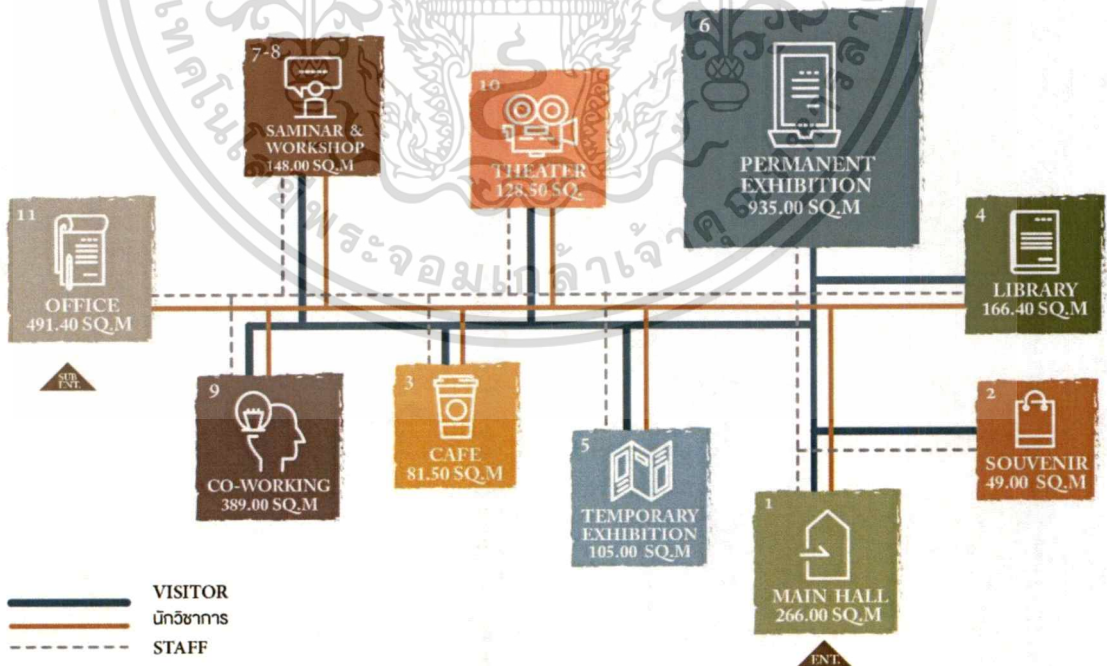 6
7-8
SAMINAR &
WORKSHOP
148.00 SQ.M
10
THEATER
128.50 SQ.
PERMANENT
EXHIBITION
935.00 SQ.M
11
OFFICE
491.40 SQ.M
4
LIBRARY
166.40 SQ.M
SUB
ENT.
9
CO-WORKING
389.00 SQ.M
3
CAFE
81.50 SQ.M
5
TEMPORARY
EXHIBITION
105.00 SQ.M
2
SOUVENIR
49.00 SQ.M
1
MAIN HALL
266.00 SQ.M
ENT.
VISITOR
นักวิชาการ
STAFF